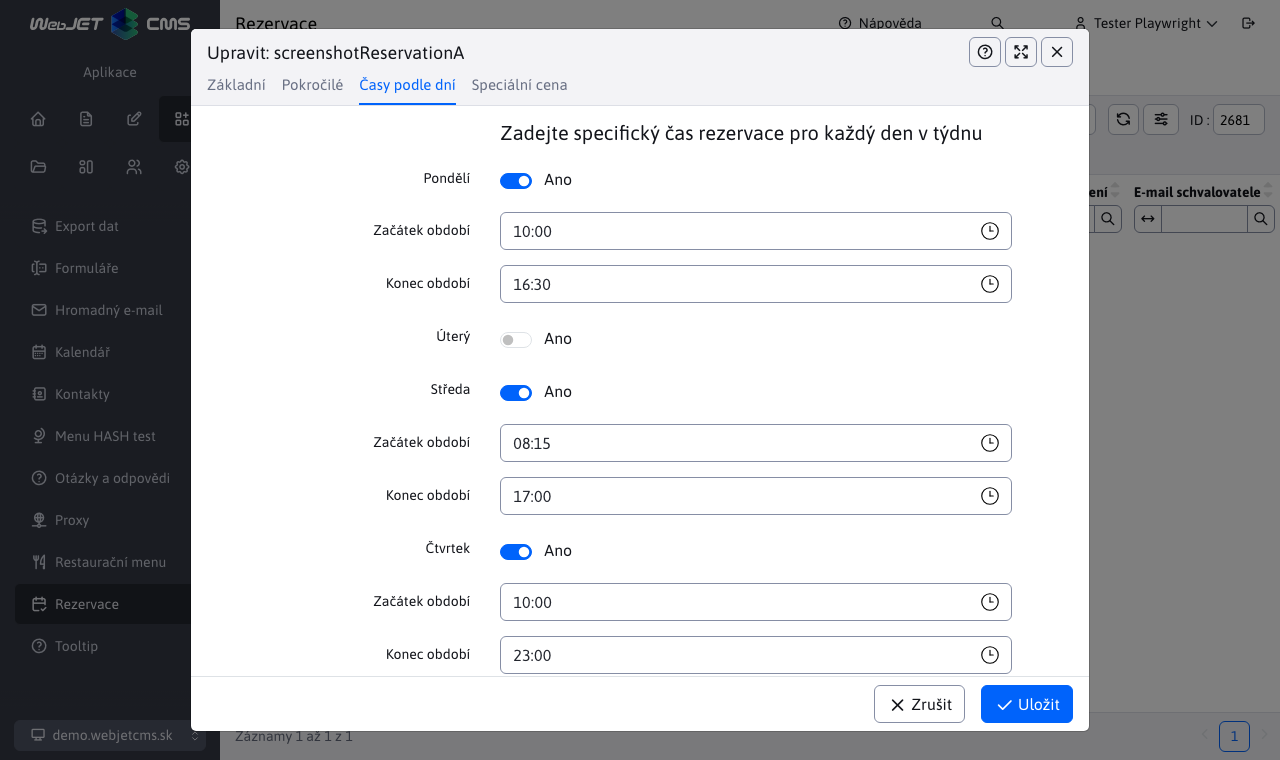 WebJET CMS
Rezervace
Nápověda
Tester Playwright
Aplikace
Upravit: screenshotReservationA
Základní
Pokročilé
Časy podle dní
Speciální cena
ID :
2681
ení
E-mail schvalovatele
Export dat
Formuláře
Hromadný e-mail
Kalendář
Kontakty
Menu HASH test
Otázky a odpovědi
Proxy
Restaurační menu
Rezervace
Tooltip
demo.webjetcms.sk
Zadejte specifický čas rezervace pro každý den v týdnu
Pondělí
Ano
Začátek období
10:00
Konec období
16:30
Úterý
Ano
Středa
Ano
Začátek období
08:15
Konec období
17:00
Čtvrtek
Ano
Začátek období
10:00
Konec období
23:00
Zrušit
Uložit
Záznamy 1 až 1 z 1
1